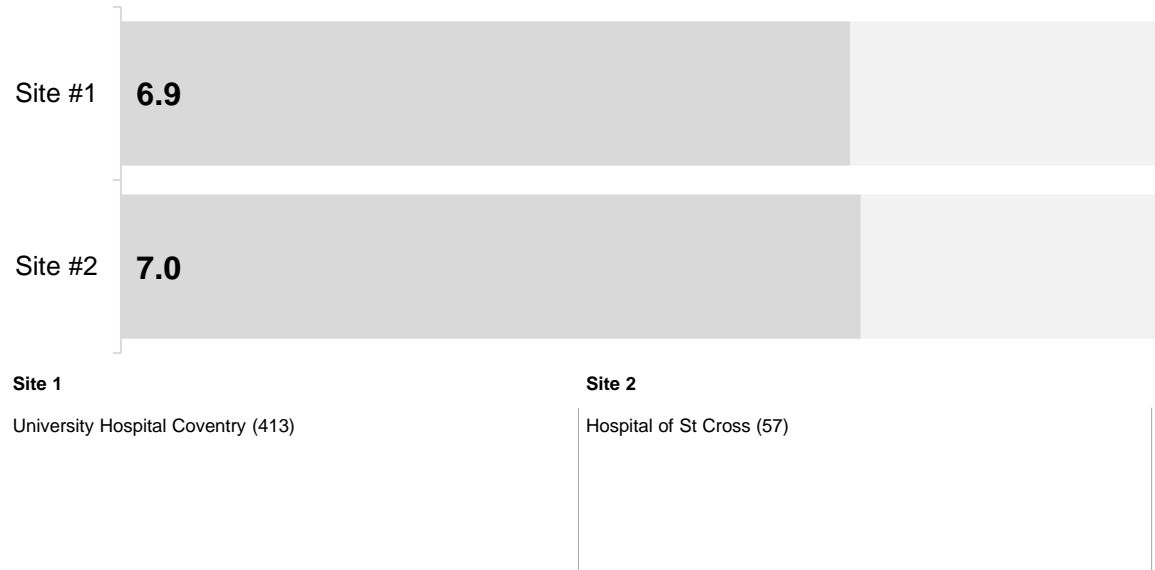 Site #1
6.9
Site #2
7.0
Site 1
Site 2
University Hospital Coventry (413)
Hospital of St Cross (57)